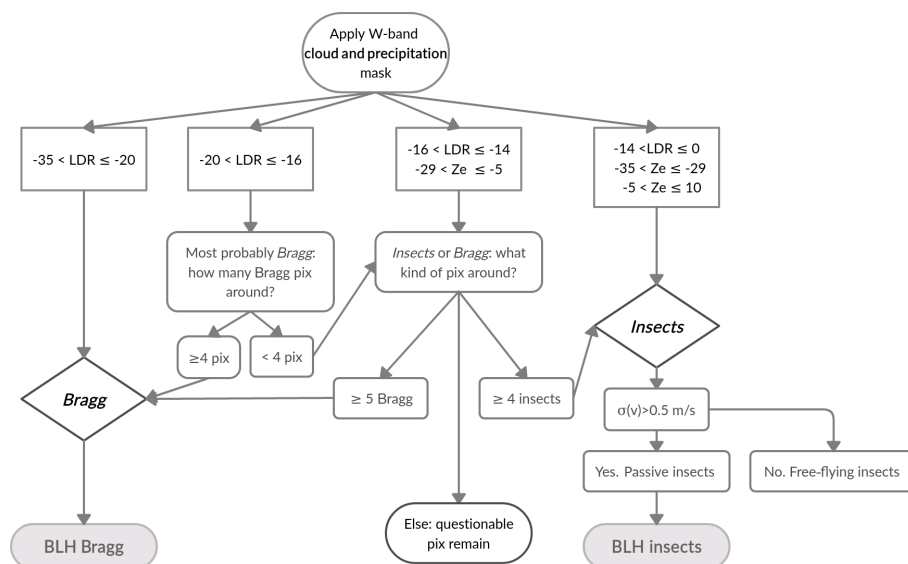 Apply W-band
cloud and precipitation
mask
-35 < LDR ≤ -20
-20 < LDR ≤ -16
-16 < LDR ≤ -14
-29 < Ze ≤ -5
-14 <LDR ≤ 0
-35 < Ze ≤ -29
-5 < Ze ≤ 10
Most probably Bragg:
how many Bragg pix
around?
Insects or Bragg: what
kind of pix around?
Insects
≥4 pix
< 4 pix
Bragg
≥ 5 Bragg
≥ 4 insects
σ(v)>0.5 m/s
Yes. Passive insects
No. Free-flying insects
Else: questionable
pix remain
BLH Bragg
BLH insects